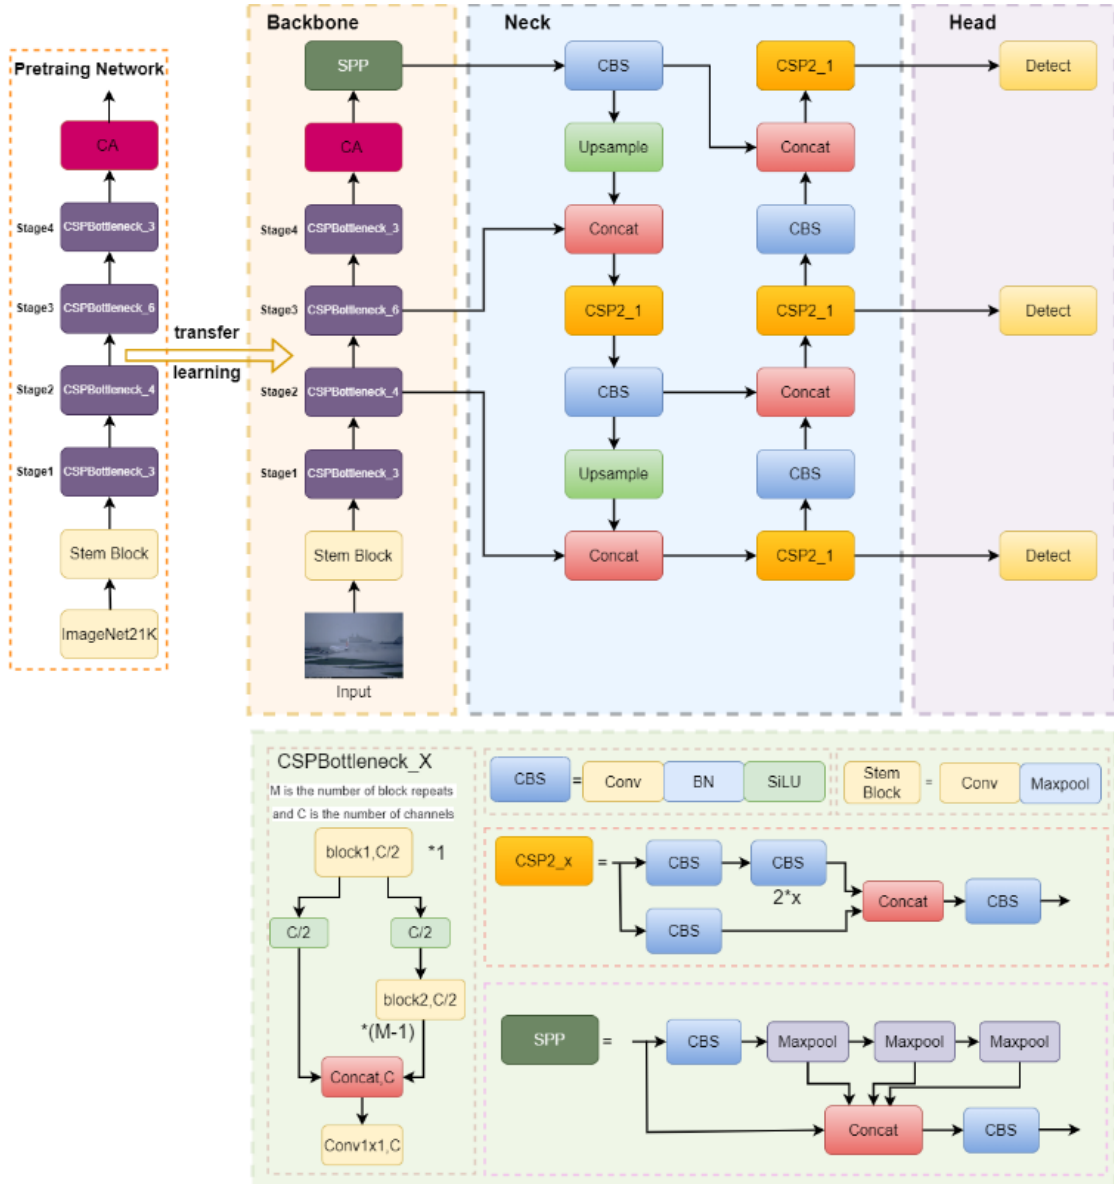 Pretraing Network
CA
Stage4
CSPBottleneck_3
Stage3
CSPBottleneck_6
Stage2
CSPBottleneck_4
Stage1
CSPBottleneck_3
Stem Block
ImageNet21K
transfer
learning
Backbone
SPP
CA
Stage4
CSPBottleneck_3
Stage3
CSPBottleneck_6
Stage2
CSPBottleneck_4
Stage1
CSPBottleneck_3
Stem Block
Input
Neck
CBS
Upsample
Concat
CSP2_1
CBS
Upsample
Concat
CSP2_1
Concat
CBS
CSP2_1
Concat
CBS
CSP2_1
Head
Detect
Detect
Detect
CSPBottleneck_X
M is the number of block repeats
and C is the number of channels
block1,C/2 *1
C/2 C/2
block2,C/2
*(M-1)
Concat,C
Conv1x1,C
CBS = Conv BN SiLU
Stem
Block
= Conv Maxpool
CSP2_x = CBS CBS
2*x
CBS
Concat CBS
SPP = CBS Maxpool Maxpool Maxpool
Concat CBS